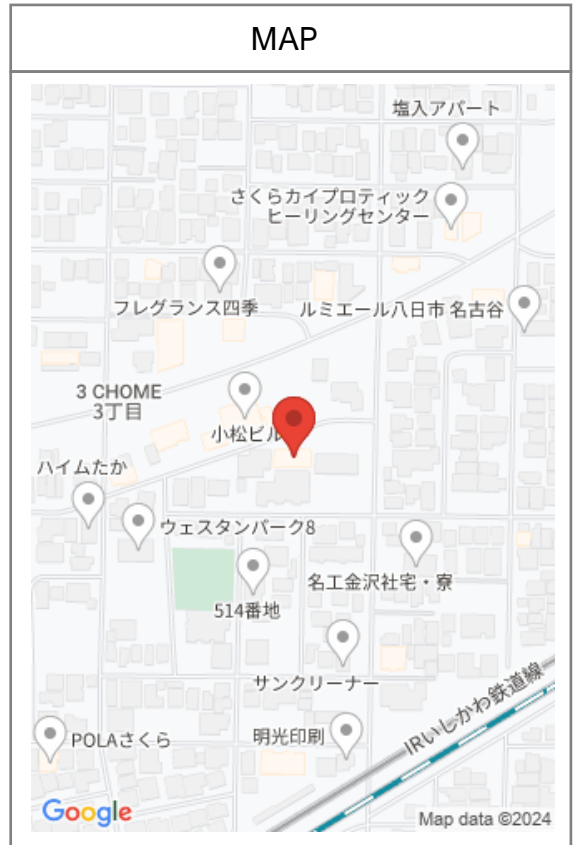 MAP
塩入アパート
さくらカイプロティック
ヒーリングセンター
フレグランス四季
ルミエール八日市 名古谷
3 CHOME
3丁目
小松ビル
ハイムたか
ウェスタンパーク8
514番地
名工金沢社宅・寮
サンクリーナー
IRいしかわ鉄道線
POLAさくら
明光印刷
Google
Map data ©2024